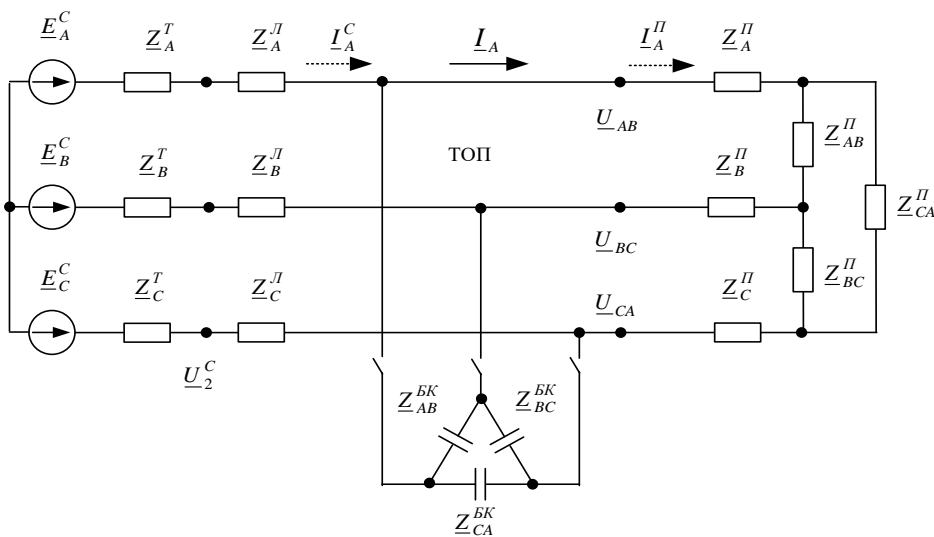 E_A^C Z_A^T Z_A^Л I_A^C I_A I_A^П Z_A^П
U_AB
Z_AB^П
E_B^C Z_B^T Z_B^Л ТОП Z_B^П
Z_CA^П
U_BC
Z_BC^П
E_C^C Z_C^T Z_C^Л U_CA Z_C^П
U_2^C
Z_AB^БК Z_BC^БК
Z_CA^БК